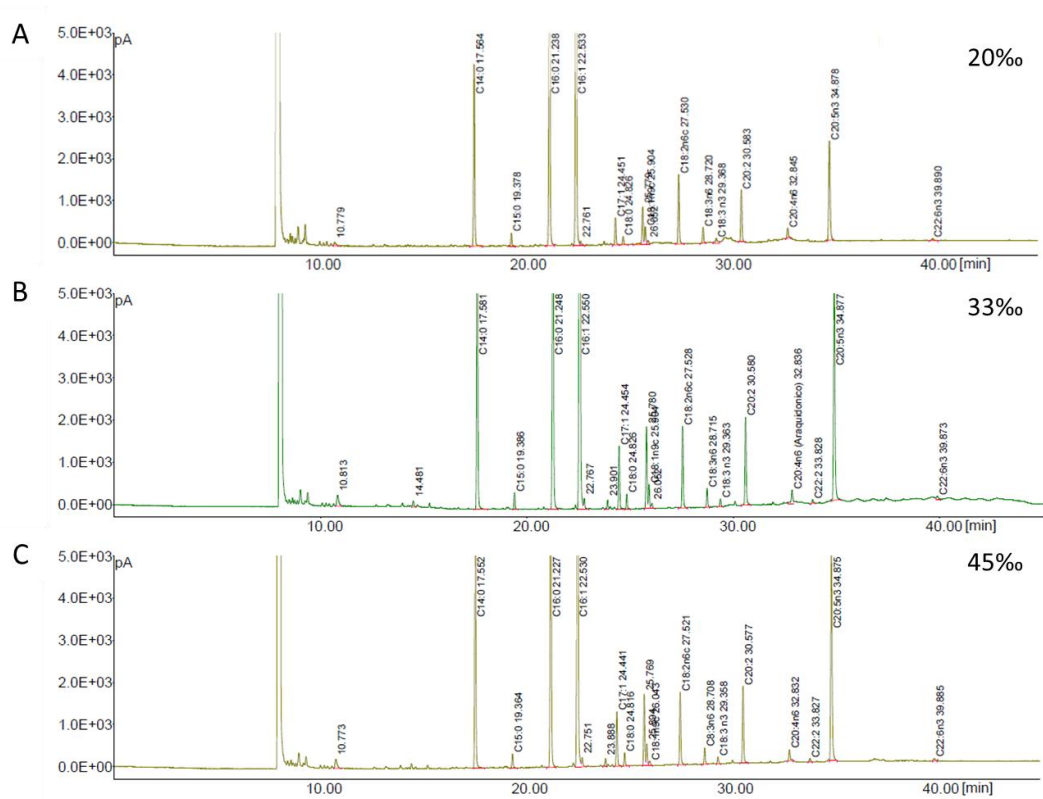 A
20‰
5.0E+03
pA
4.0E+03
3.0E+03
2.0E+03
1.0E+03
0.0E+00
10.779
C14:0 17.564
C15:0 19.378
C16:0 21.238
C16:1 22.533
22.761
C17:1 24.451
C18:0 24.826
25.904
C18:2n6c 27.530
C18:3n6 28.720
C18:3 n3 29.368
C20:2 30.583
C20:4n6 32.845
C20:5n3 34.878
C22:6n3 39.890
10.00
20.00
30.00
40.00 [min]
B
33‰
5.0E+03
pA
4.0E+03
3.0E+03
2.0E+03
1.0E+03
0.0E+00
10.813
14.481
C14:0 17.581
C15:0 19.386
C16:0 21.248
C16:1 22.550
22.767
23.901
C17:1 24.454
C18:0 24.826
25.780
C18:2n6c 27.528
C18:3n6 28.715
C18:3 n3 29.363
C20:2 30.580
C20:4n6 (Araquidonico) 32.836
C22:2 33.828
C20:5n3 34.877
C22:6n3 39.873
10.00
20.00
30.00
40.00 [min]
C
45‰
5.0E+03
pA
4.0E+03
3.0E+03
2.0E+03
1.0E+03
0.0E+00
10.773
C14:0 17.552
C15:0 19.364
C16:0 21.227
C16:1 22.530
22.751
23.888
C17:1 24.441
C18:0 24.816
25.769
26.043
C18:2n6c 27.521
C8:3n6 28.708
C18:3 n3 29.358
C20:2 30.577
C20:4n6 32.832
C22:2 33.827
C20:5n3 34.875
C22:6n3 39.885
10.00
20.00
30.00
40.00 [min]